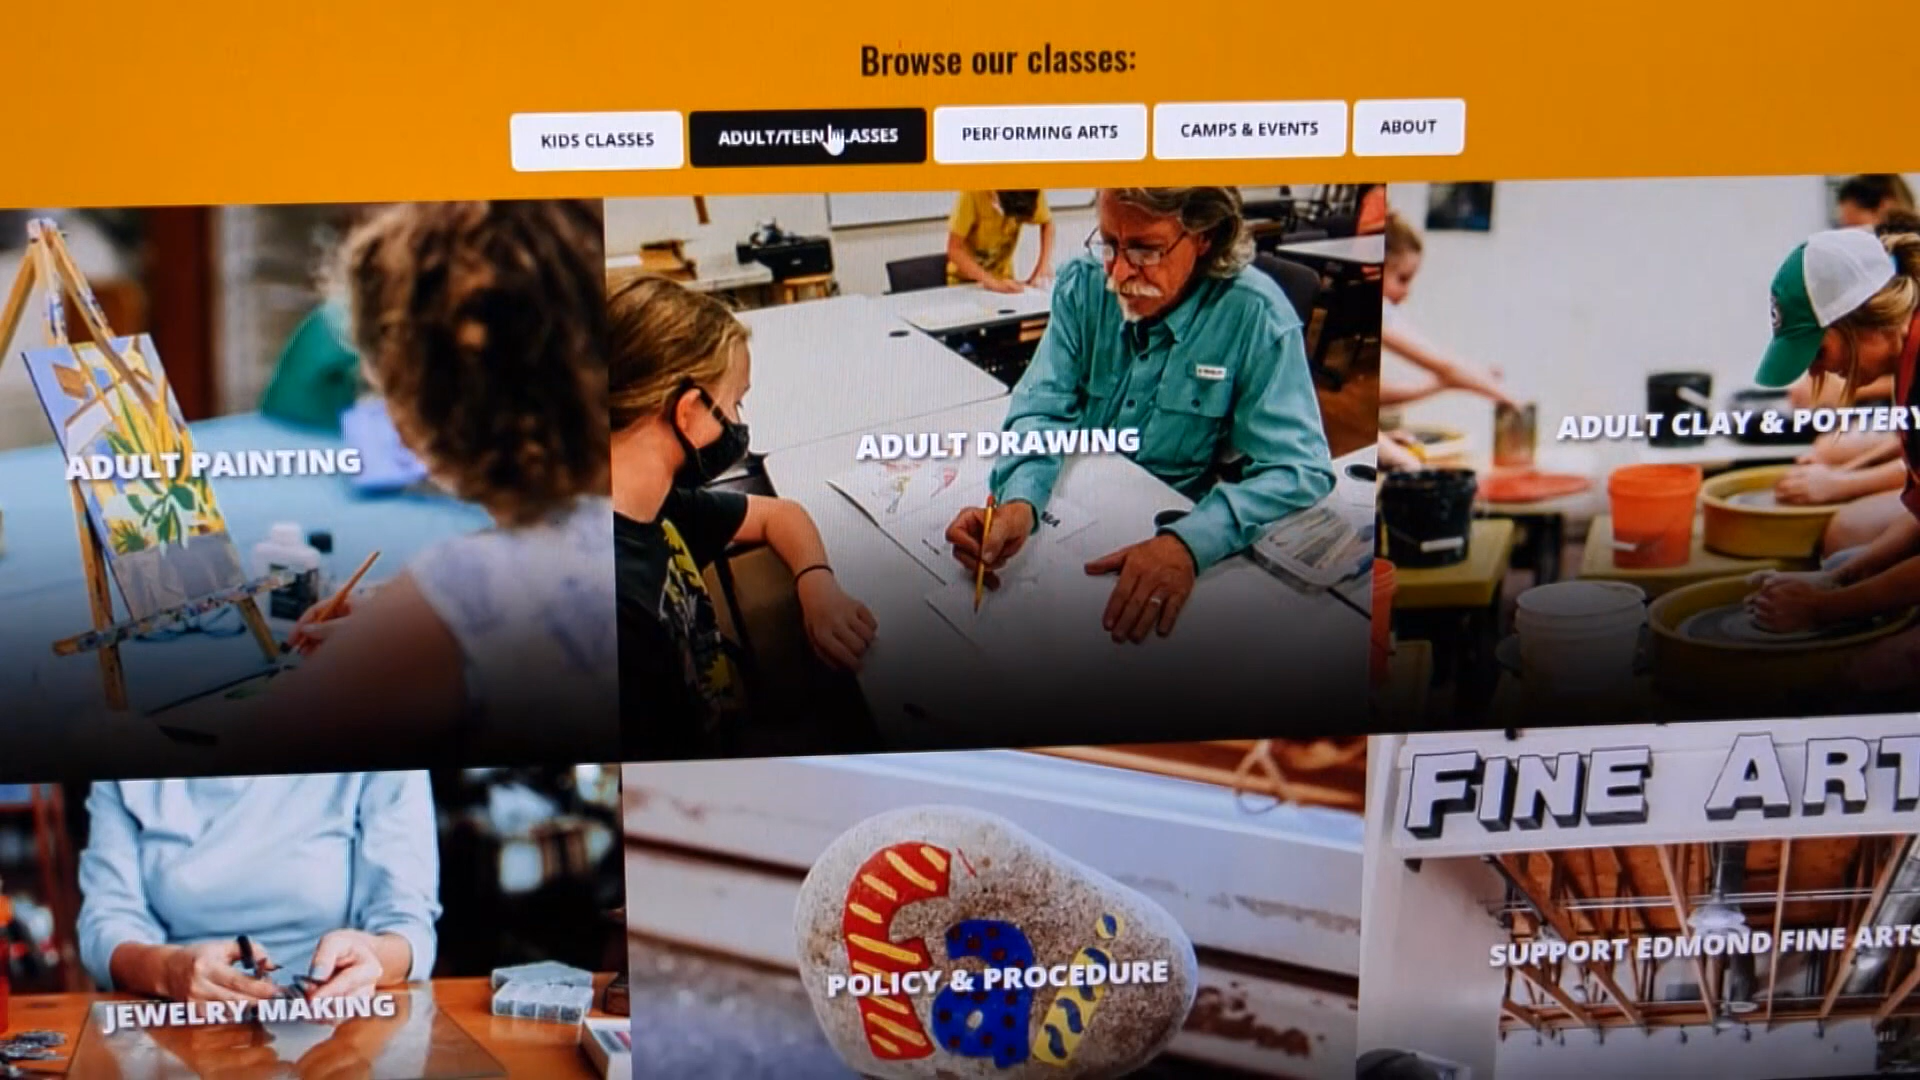 Browse our classes:
KIDS CLASSES
ADULT/TEEN CLASSES
PERFORMING ARTS
CAMPS & EVENTS
ABOUT
ADULT PAINTING
ADULT DRAWING
ADULT CLAY & POTTERY
JEWELRY MAKING
fai
POLICY & PROCEDURE
FINE ART
SUPPORT EDMOND FINE ARTS